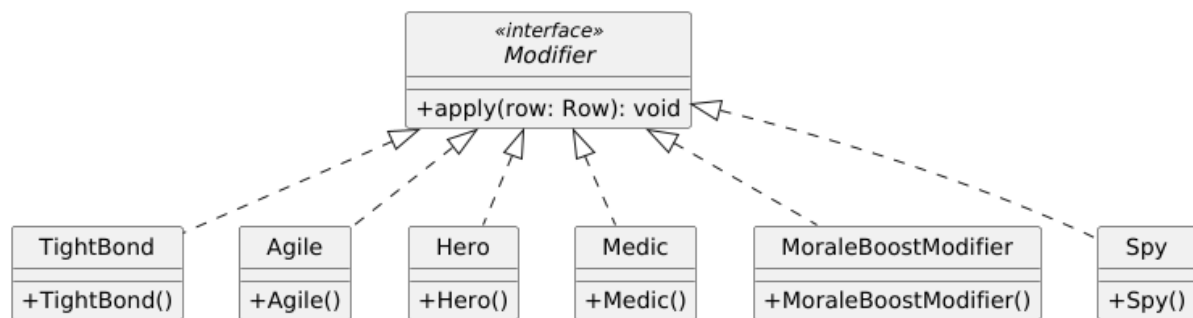 «interface»
Modifier
+apply(row: Row): void
TightBond
+TightBond()
Agile
+Agile()
Hero
+Hero()
Medic
+Medic()
MoraleBoostModifier
+MoraleBoostModifier()
Spy
+Spy()